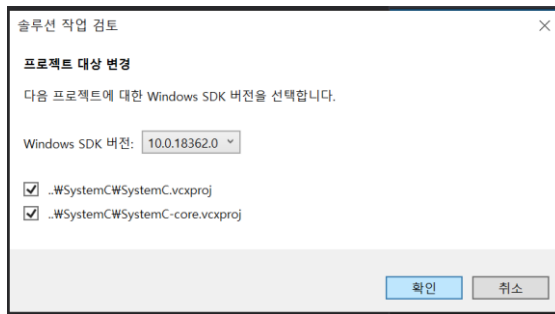 솔루션 작업 검토
프로젝트 대상 변경
다음 프로젝트에 대한 Windows SDK 버전을 선택합니다.
Windows SDK 버전: 10.0.18362.0
..₩SystemC₩SystemC.vcxproj
..₩SystemC₩SystemC-core.vcxproj
확인 취소